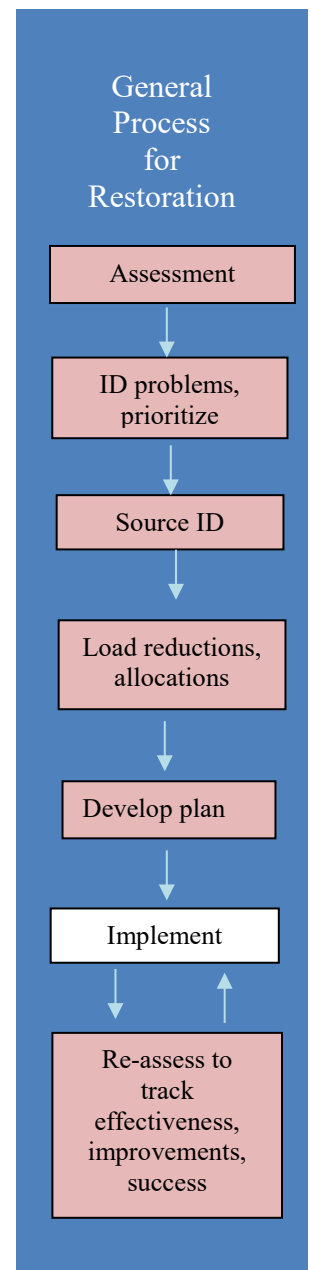 General
Process
for
Restoration
Assessment
ID problems,
prioritize
Source ID
Load reductions,
allocations
Develop plan
Implement
Re-assess to
track
effectiveness,
improvements,
success